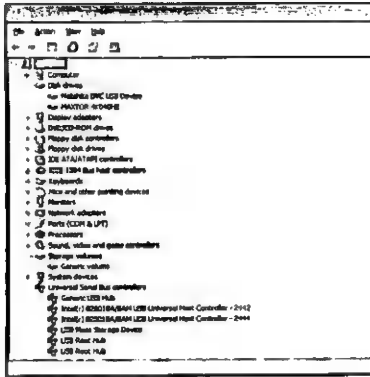 File Action View Help
Computer
Disk drives
Matshita DVC USB Device
MAXTOR
Display adapters
DVD/CD-ROM drives
Floppy disk controllers
Floppy disk drives
IDE ATA/ATAPI controllers
IEEE 1394 Bus host controllers
Keyboards
Mice and other pointing devices
Monitors
Network adapters
Ports (COM & LPT)
Processors
Sound, video and game controllers
Storage volumes
Generic volume
System devices
Universal Serial Bus controllers
Generic USB Hub
Intel(r) 82801BA/BAM USB Universal Host Controller - 2442
Intel(r) 82801BA/BAM USB Universal Host Controller - 2444
USB Mass Storage Device
USB Root Hub
USB Root Hub